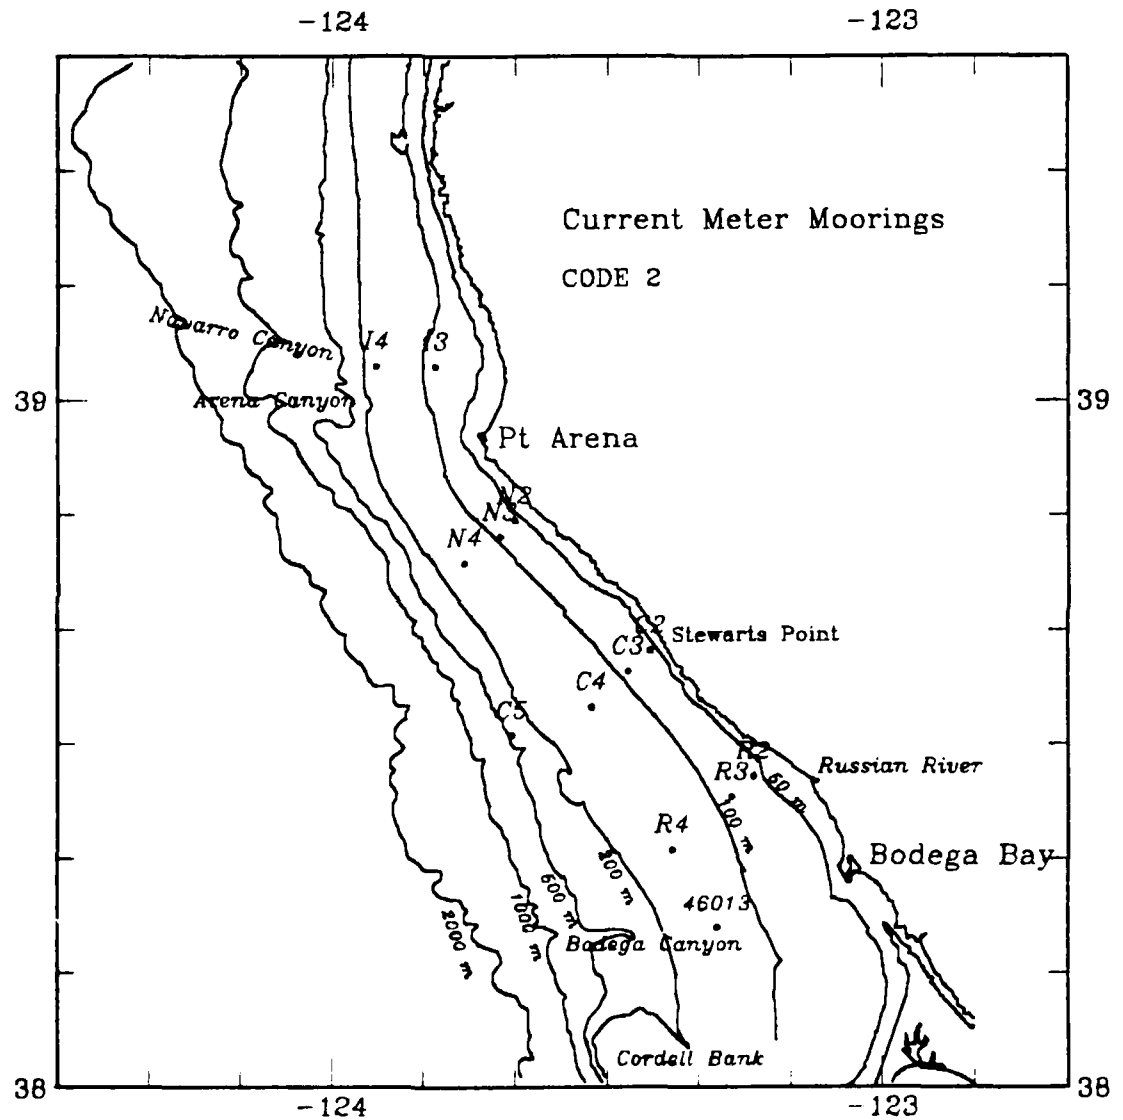 -124 -123
Current Meter Moorings
CODE 2
Navarro Canyon
I4 I3
39 Arena Canyon 39
Pt Arena
N2
N3
N4
C2
Stewarts Point
C3
C4
C5
R2
Russian River
R3
60 m
100 m
R4
Bodega Bay
200 m
600 m
1000 m
2000 m
46013
Bodega Canyon
Cordell Bank
38 38
-124 -123